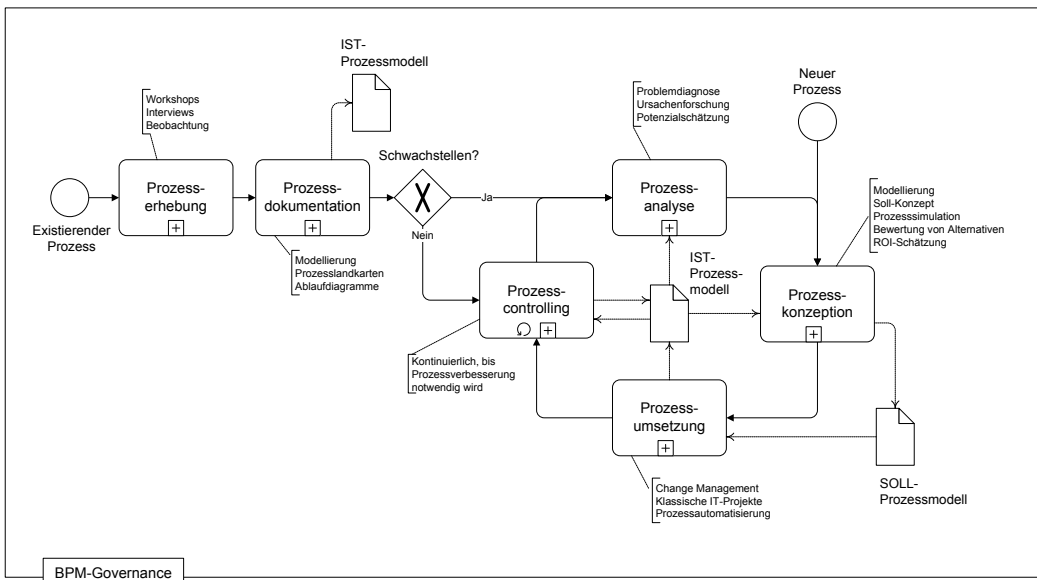 IST-
Prozessmodell
Workshops
Interviews
Beobachtung
Problemdiagnose
Ursachenforschung
Potenzialschätzung
Neuer
Prozess
Schwachstellen?
Prozess-
erhebung
Prozess-
dokumentation
Ja
Prozess-
analyse
Existierender
Prozess
Nein
Modellierung
Soll-Konzept
Prozesssimulation
Bewertung von Alternativen
ROI-Schätzung
Modellierung
Prozesslandkarten
Ablaufdiagramme
IST-
Prozess-
modell
Prozess-
controlling
Prozess-
konzeption
Kontinuierlich, bis
Prozessverbesserung
notwendig wird
Prozess-
umsetzung
SOLL-
Prozessmodell
Change Management
Klassische IT-Projekte
Prozessautomatisierung
BPM-Governance